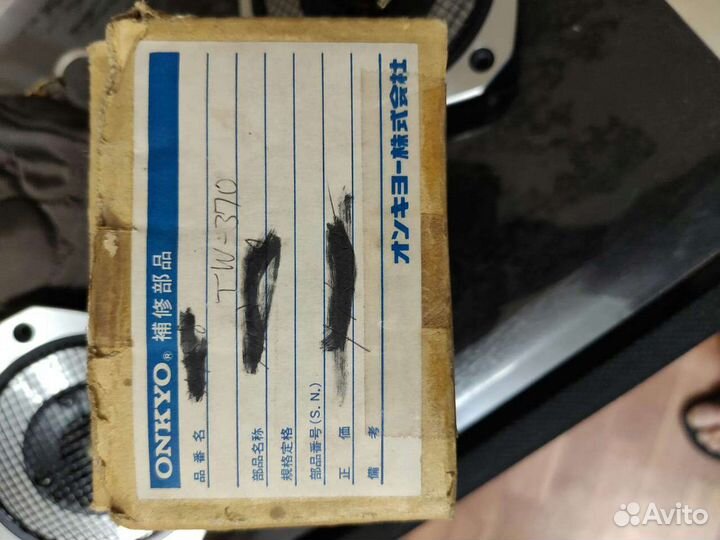 ONKYO® 補修部品
品番名
TW-370
部品名称
規格定格
部品番号(S.N.)
正価
備考
オンキヨー株式会社
Avito